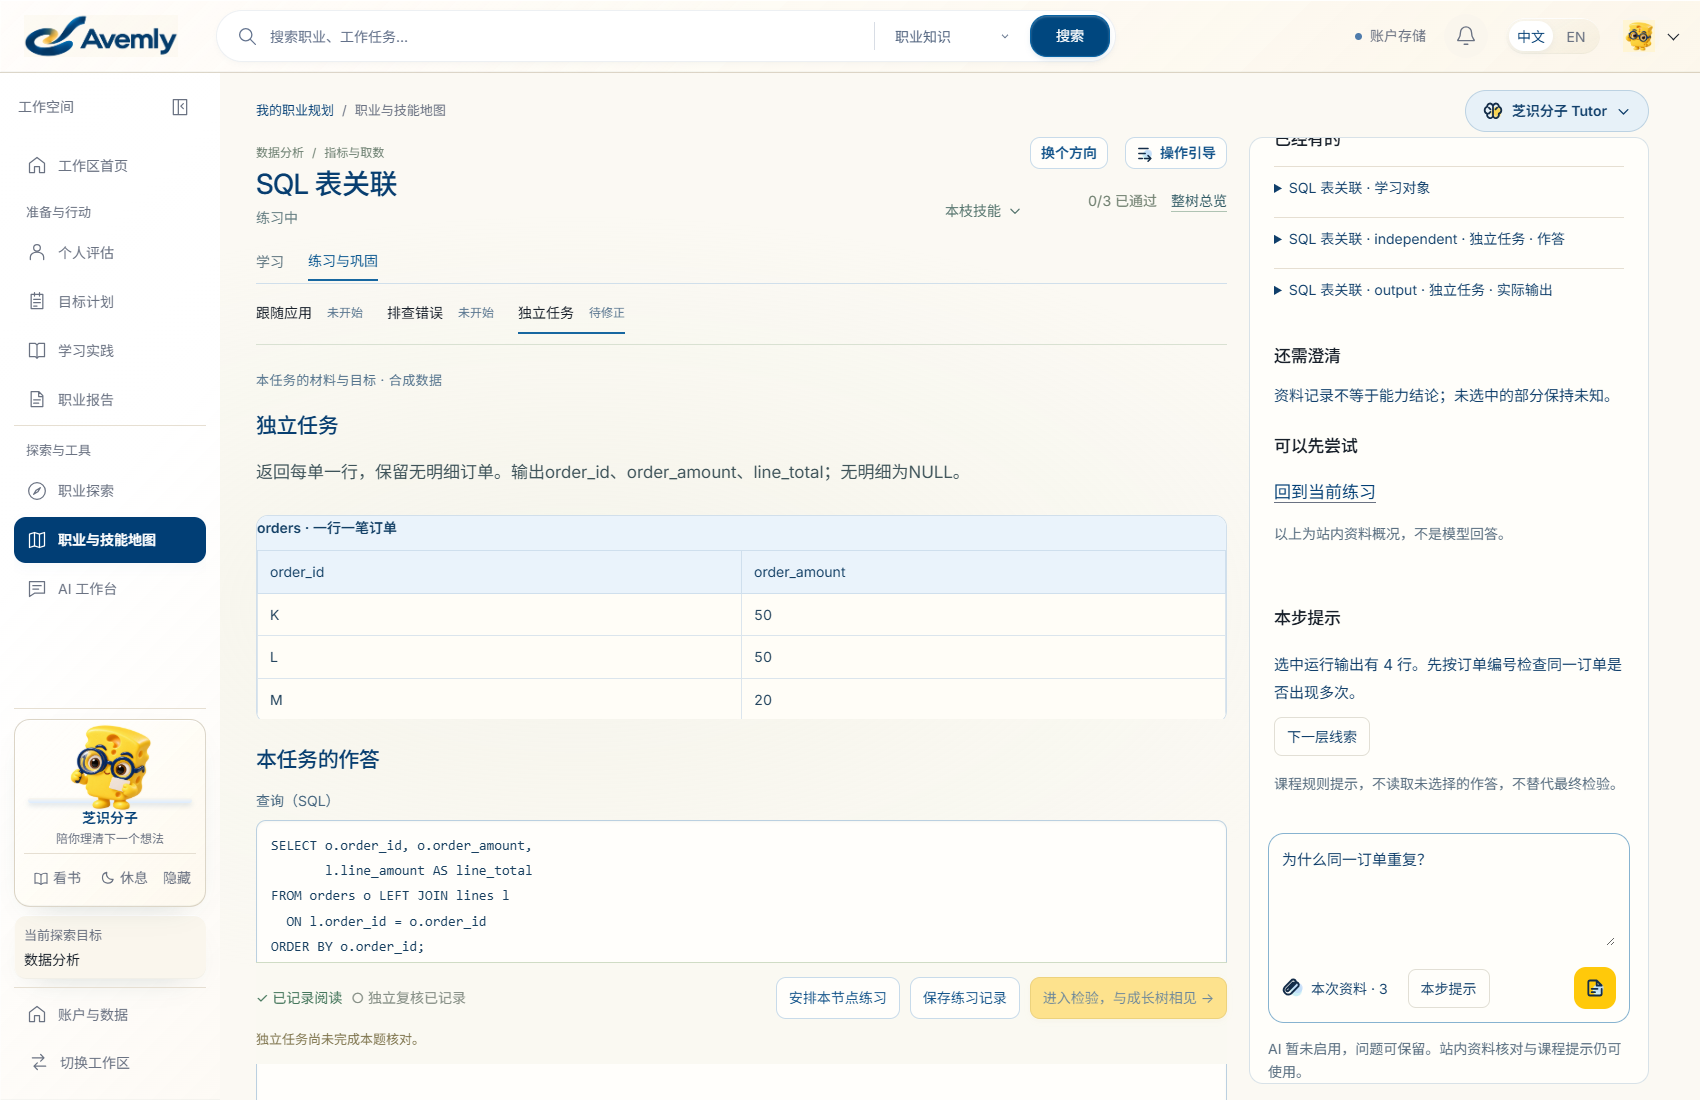 Avemly
搜索职业、工作任务...
职业知识
搜索
账户存储
中文
EN
工作空间
工作区首页
准备与行动
个人评估
目标计划
学习实践
职业报告
探索与工具
职业探索
职业与技能地图
AI 工作台
芝识分子
陪你理清下一个想法
看书
休息
隐藏
当前探索目标
数据分析
账户与数据
切换工作区
我的职业规划 / 职业与技能地图
数据分析 / 指标与取数
SQL 表关联
练习中
换个方向
操作引导
本枝技能
0/3 已通过
整树总览
学习
练习与巩固
跟随应用 未开始
排查错误 未开始
独立任务 待修正
本任务的材料与目标 · 合成数据
独立任务
返回每单一行，保留无明细订单。输出order_id、order_amount、line_total；无明细为NULL。
orders · 一行一笔订单
order_id order_amount
K 50
L 50
M 20
本任务的作答
查询（SQL）
SELECT o.order_id, o.order_amount,
l.line_amount AS line_total
FROM orders o LEFT JOIN lines l
ON l.order_id = o.order_id
ORDER BY o.order_id;
已记录阅读
独立复核已记录
安排本节点练习
保存练习记录
进入检验，与成长树相见 →
独立任务尚未完成本题核对。
芝识分子 Tutor
已经有的
SQL 表关联 · 学习对象
SQL 表关联 · independent · 独立任务 · 作答
SQL 表关联 · output · 独立任务 · 实际输出
还需澄清
资料记录不等于能力结论；未选中的部分保持未知。
可以先尝试
回到当前练习
以上为站内资料概况，不是模型回答。
本步提示
选中运行输出有 4 行。先按订单编号检查同一订单是
否出现多次。
下一层线索
课程规则提示，不读取未选择的作答，不替代最终检验。
为什么同一订单重复？
本次资料 · 3
本步提示
AI 暂未启用，问题可保留。站内资料核对与课程提示仍可
使用。